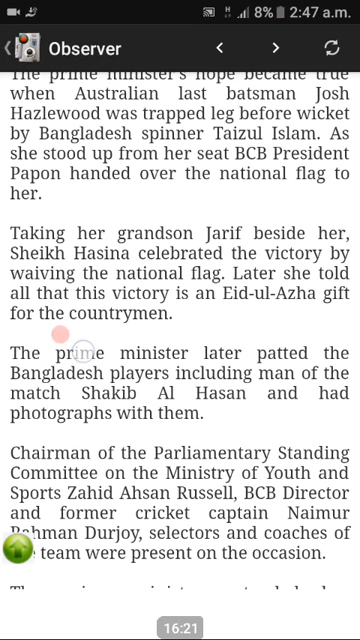 H 8% 2:47 a.m.
Observer
The prime minister's hope became true
when Australian last batsman Josh
Hazlewood was trapped leg before wicket
by Bangladesh spinner Taizul Islam. As
she stood up from her seat BCB President
Papon handed over the national flag to
her.
Taking her grandson Jarif beside her,
Sheikh Hasina celebrated the victory by
waiving the national flag. Later she told
all that this victory is an Eid-ul-Azha gift
for the countrymen.
The prime minister later patted the
Bangladesh players including man of the
match Shakib Al Hasan and had
photographs with them.
Chairman of the Parliamentary Standing
Committee on the Ministry of Youth and
Sports Zahid Ahsan Russell, BCB Director
and former cricket captain Naimur
Rahman Durjoy, selectors and coaches of
team were present on the occasion.
16:21